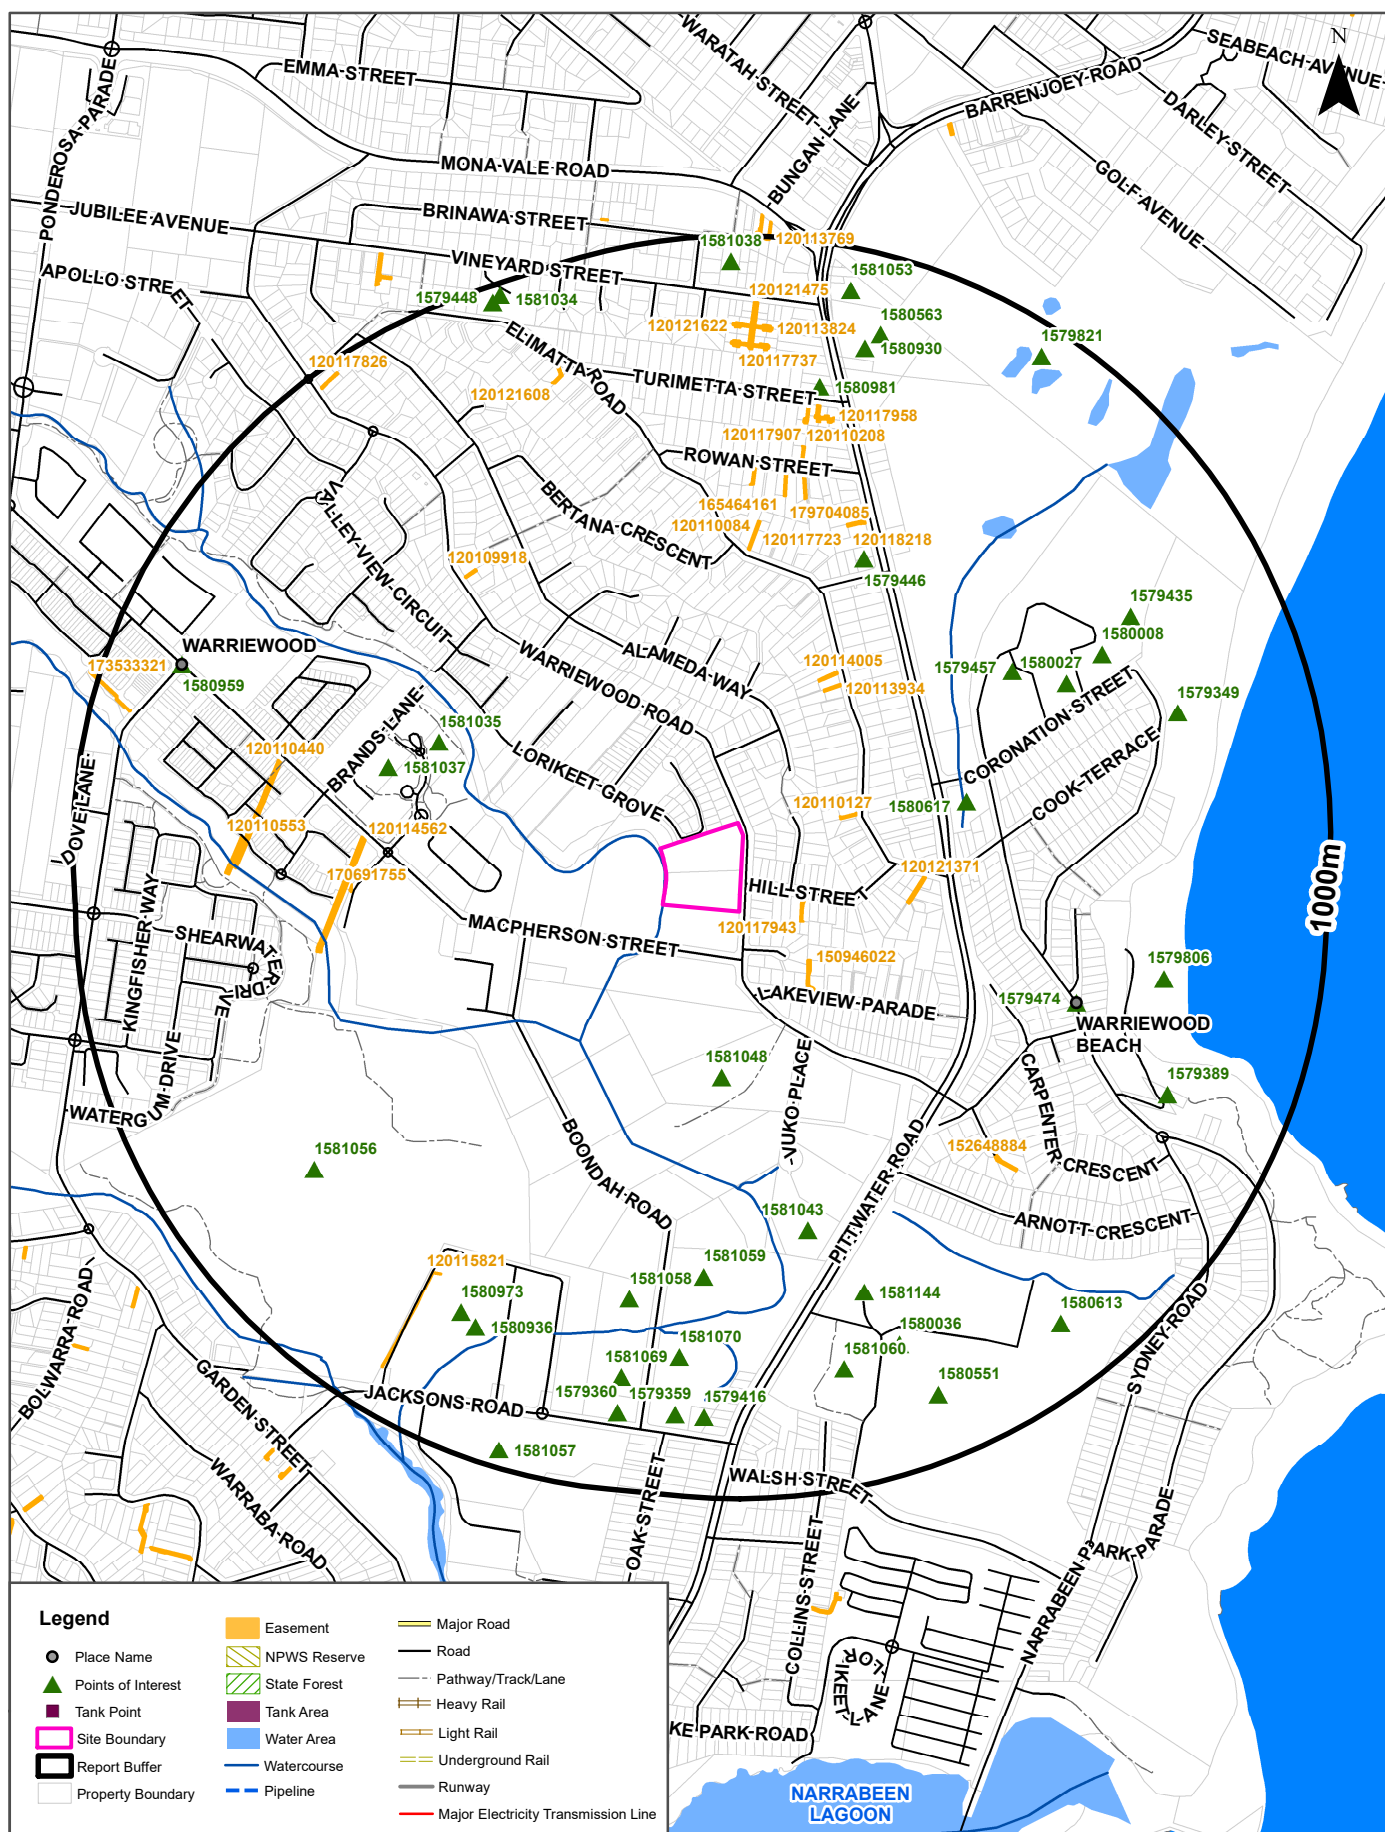 N
SEABEACH AVENUE
WARATAH STREET
EMMA STREET
BARRENJOEY ROAD
DARLEY STREET
PONDEROSA PARADE
BUNGAN LANE
MONA VALE ROAD
GOLF AVENUE
JUBILEE AVENUE
BRINAWA STREET
1581038
120113769
VINEYARD STREET
APOLLO STREET
1581053
1579448
1581034
120121475
1580563
120121622
120113824
1579821
ELIMATTA ROAD
1580930
120117826
120117737
TURIMETTA STREET
1580981
120121608
120117958
120117907
120110208
ROWAN STREET
VALLEY VIEW CIRCUIT
BERTANA CRESCENT
165464161
179704085
120110084
120117723
120118218
120109918
1579446
1579435
1580008
WARRIEWOOD
173533321
1580959
WARRIEWOOD ROAD
ALAMEDA WAY
120114005
120113934
1579457
1580027
1579349
CORONATION STREET
BRANDS LANE
1581035
120110440
1581037
LORIKEET GROVE
COOK TERRACE
120110127
1580617
DOVE LANE
120110553
120114562
170691755
120121371
HILL STREET
1000m
KINGFISHER WAY
SHEARWATER DRIVE
MACPHERSON STREET
120117943
150946022
1579806
LAKEVIEW PARADE
1579474
WARRIEWOOD
BEACH
1581048
VUKO PLACE
1579389
WATERGUM DRIVE
CARPENTER CRESCENT
BOONDAH ROAD
152648884
1581056
PITTWATER ROAD
1581043
ARNOTT CRESCENT
120115821
1581059
1581058
BOLWARRA ROAD
1580973
1581144
1580613
1580936
1580036
SYDNEY ROAD
1581070
1581060
1581069
GARDEN STREET
JACKSONS ROAD
1579360
1579359
1579416
1580551
1581057
WALSH STREET
WARRABA ROAD
OAK STREET
COLLINS STREET
NARRABEEN PARK PARADE
LORIKEET LANE
KE PARK ROAD
NARRABEEN
LAGOON
Legend
Place Name
Points of Interest
Tank Point
Site Boundary
Report Buffer
Property Boundary
Easement
NPWS Reserve
State Forest
Tank Area
Water Area
Watercourse
Pipeline
Major Road
Road
Pathway/Track/Lane
Heavy Rail
Light Rail
Underground Rail
Runway
Major Electricity Transmission Line